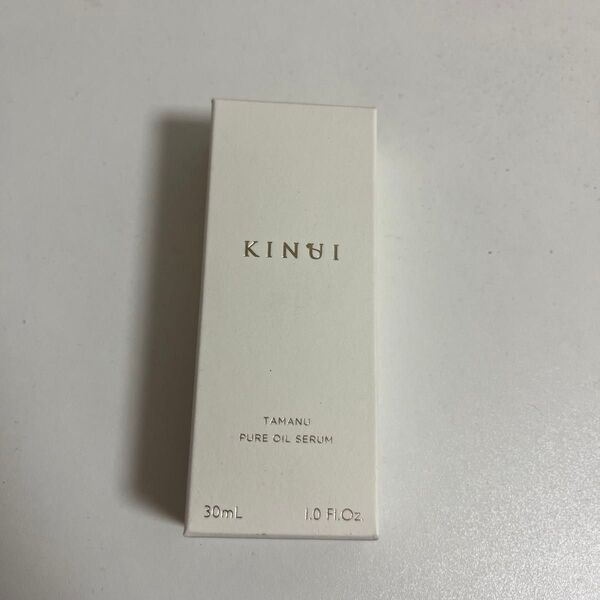 KINUI
TAMANU
PURE OIL SERUM
30mL 1.0 Fl.Oz.